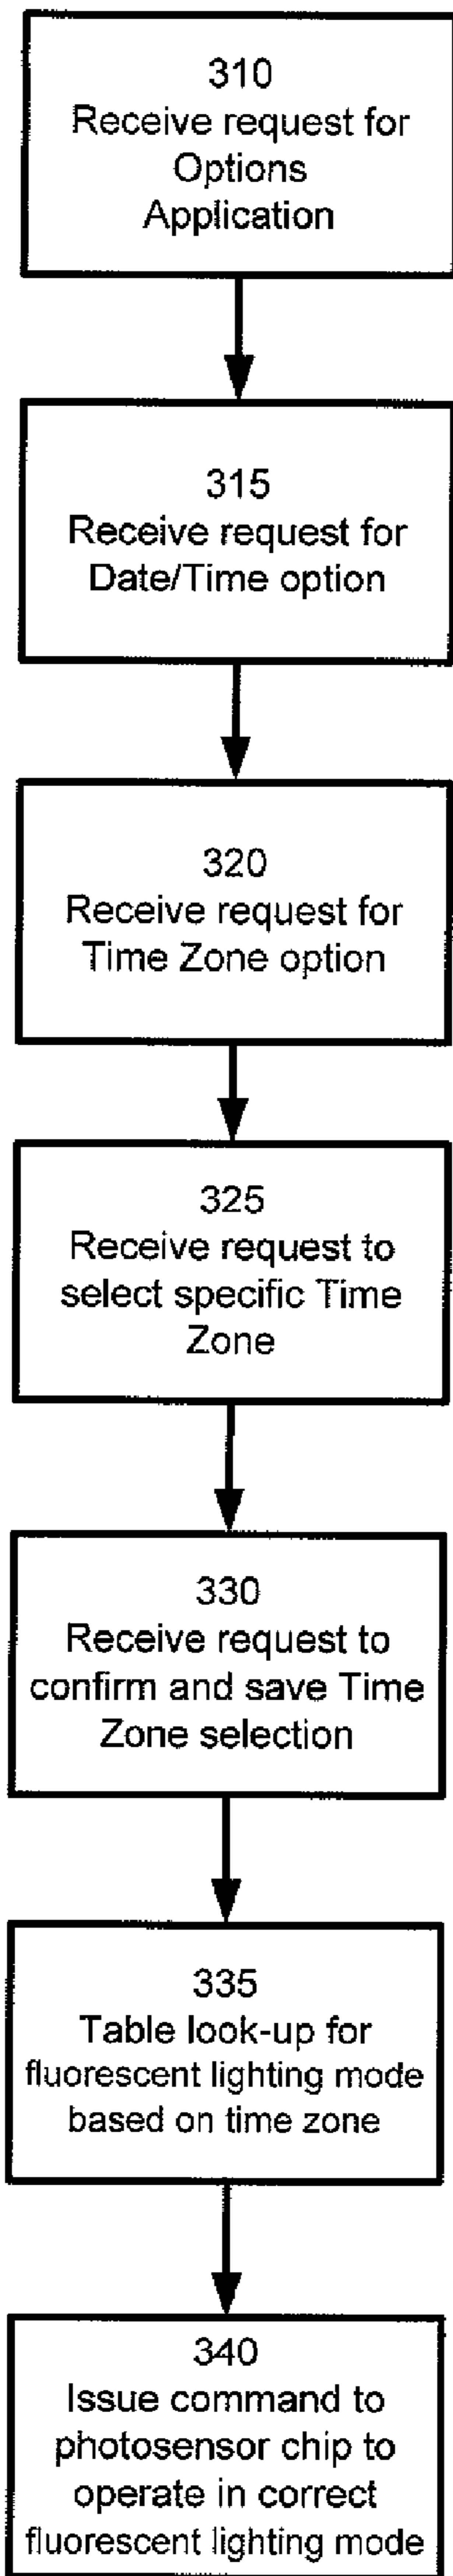 310
Receive request for
Options
Application
315
Receive request for
Date/Time option
320
Receive request for
Time Zone option
325
Receive request to
select specific Time
Zone
330
Receive request to
confirm and save Time
Zone selection
335
Table look-up for
fluorescent lighting mode
based on time zone
340
Issue command to
photosensor chip to
operate in correct
fluorescent lighting mode